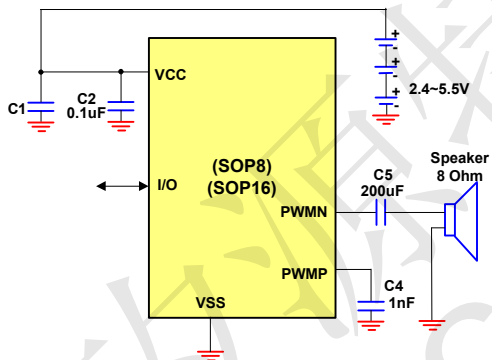 VCC
C1
C2
0.1uF
+
-
+
-
+
-
2.4~5.5V
(SOP8)
(SOP16)
I/O
Speaker
8 Ohm
C5
200uF
PWMN
PWMP
C4
1nF
VSS